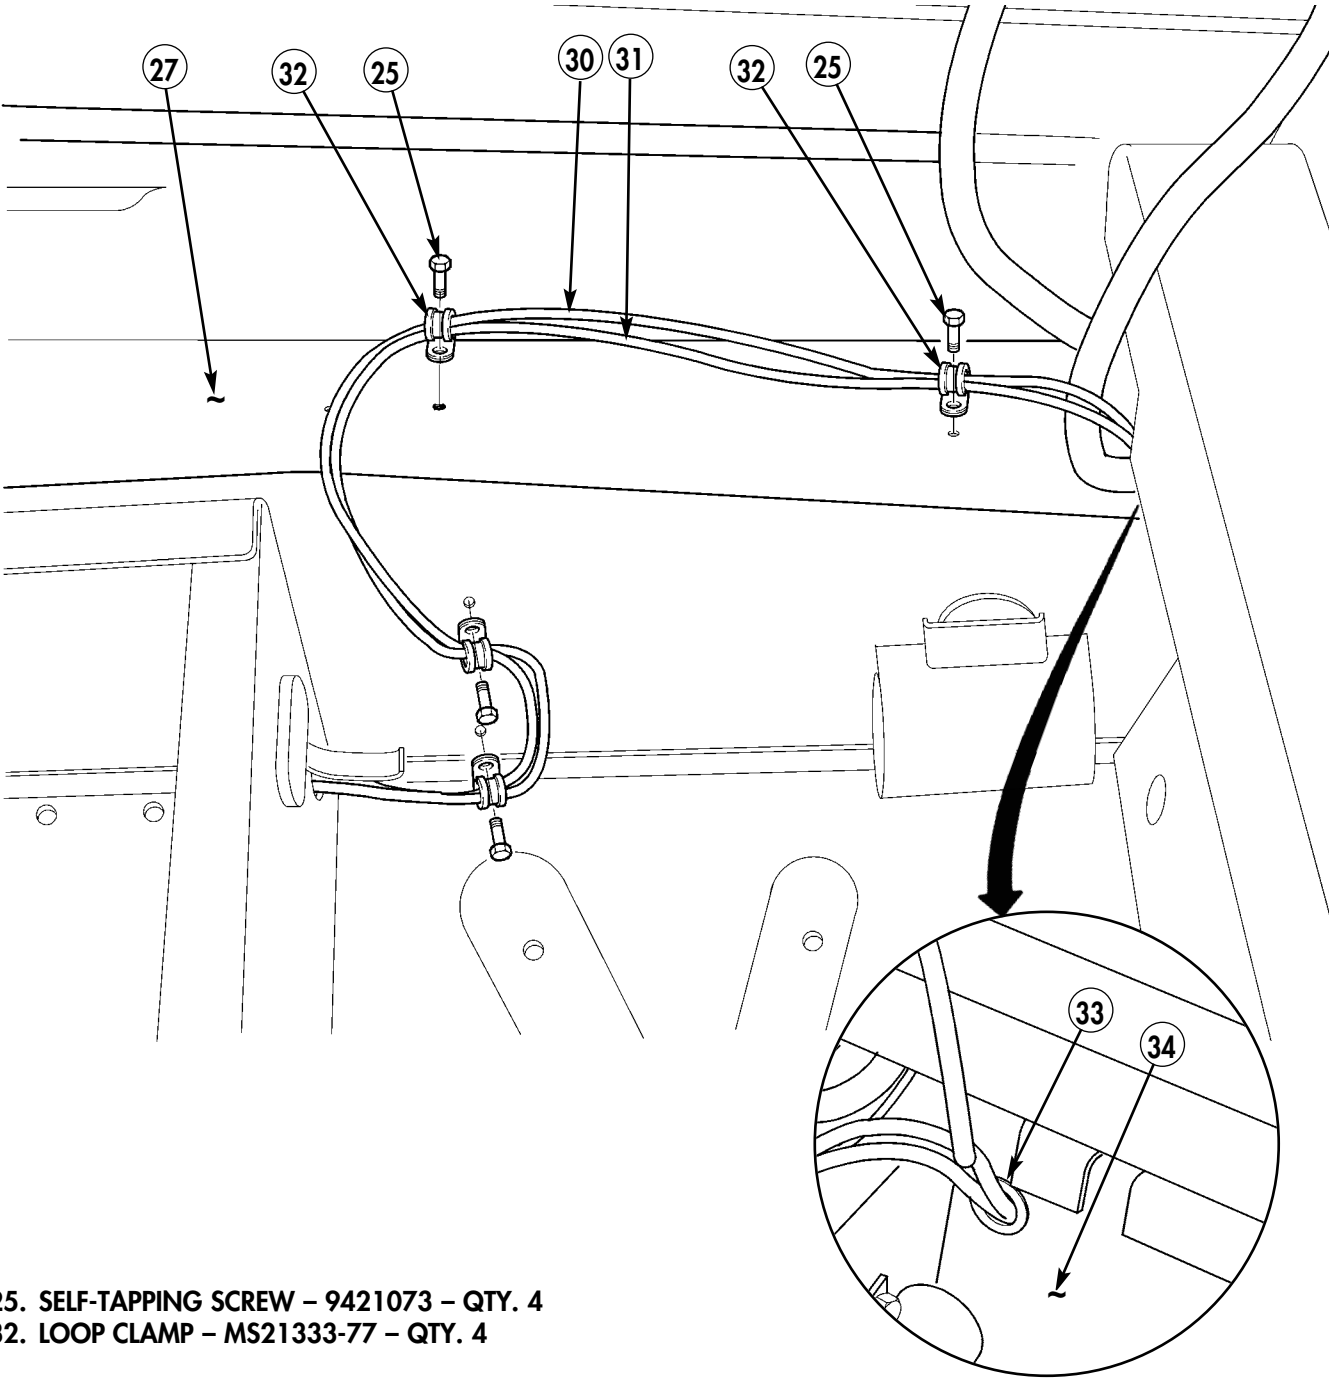 27 32 25 30 31 32 25
33
34
25. SELF-TAPPING SCREW – 9421073 – QTY. 4
32. LOOP CLAMP – MS21333-77 – QTY. 4